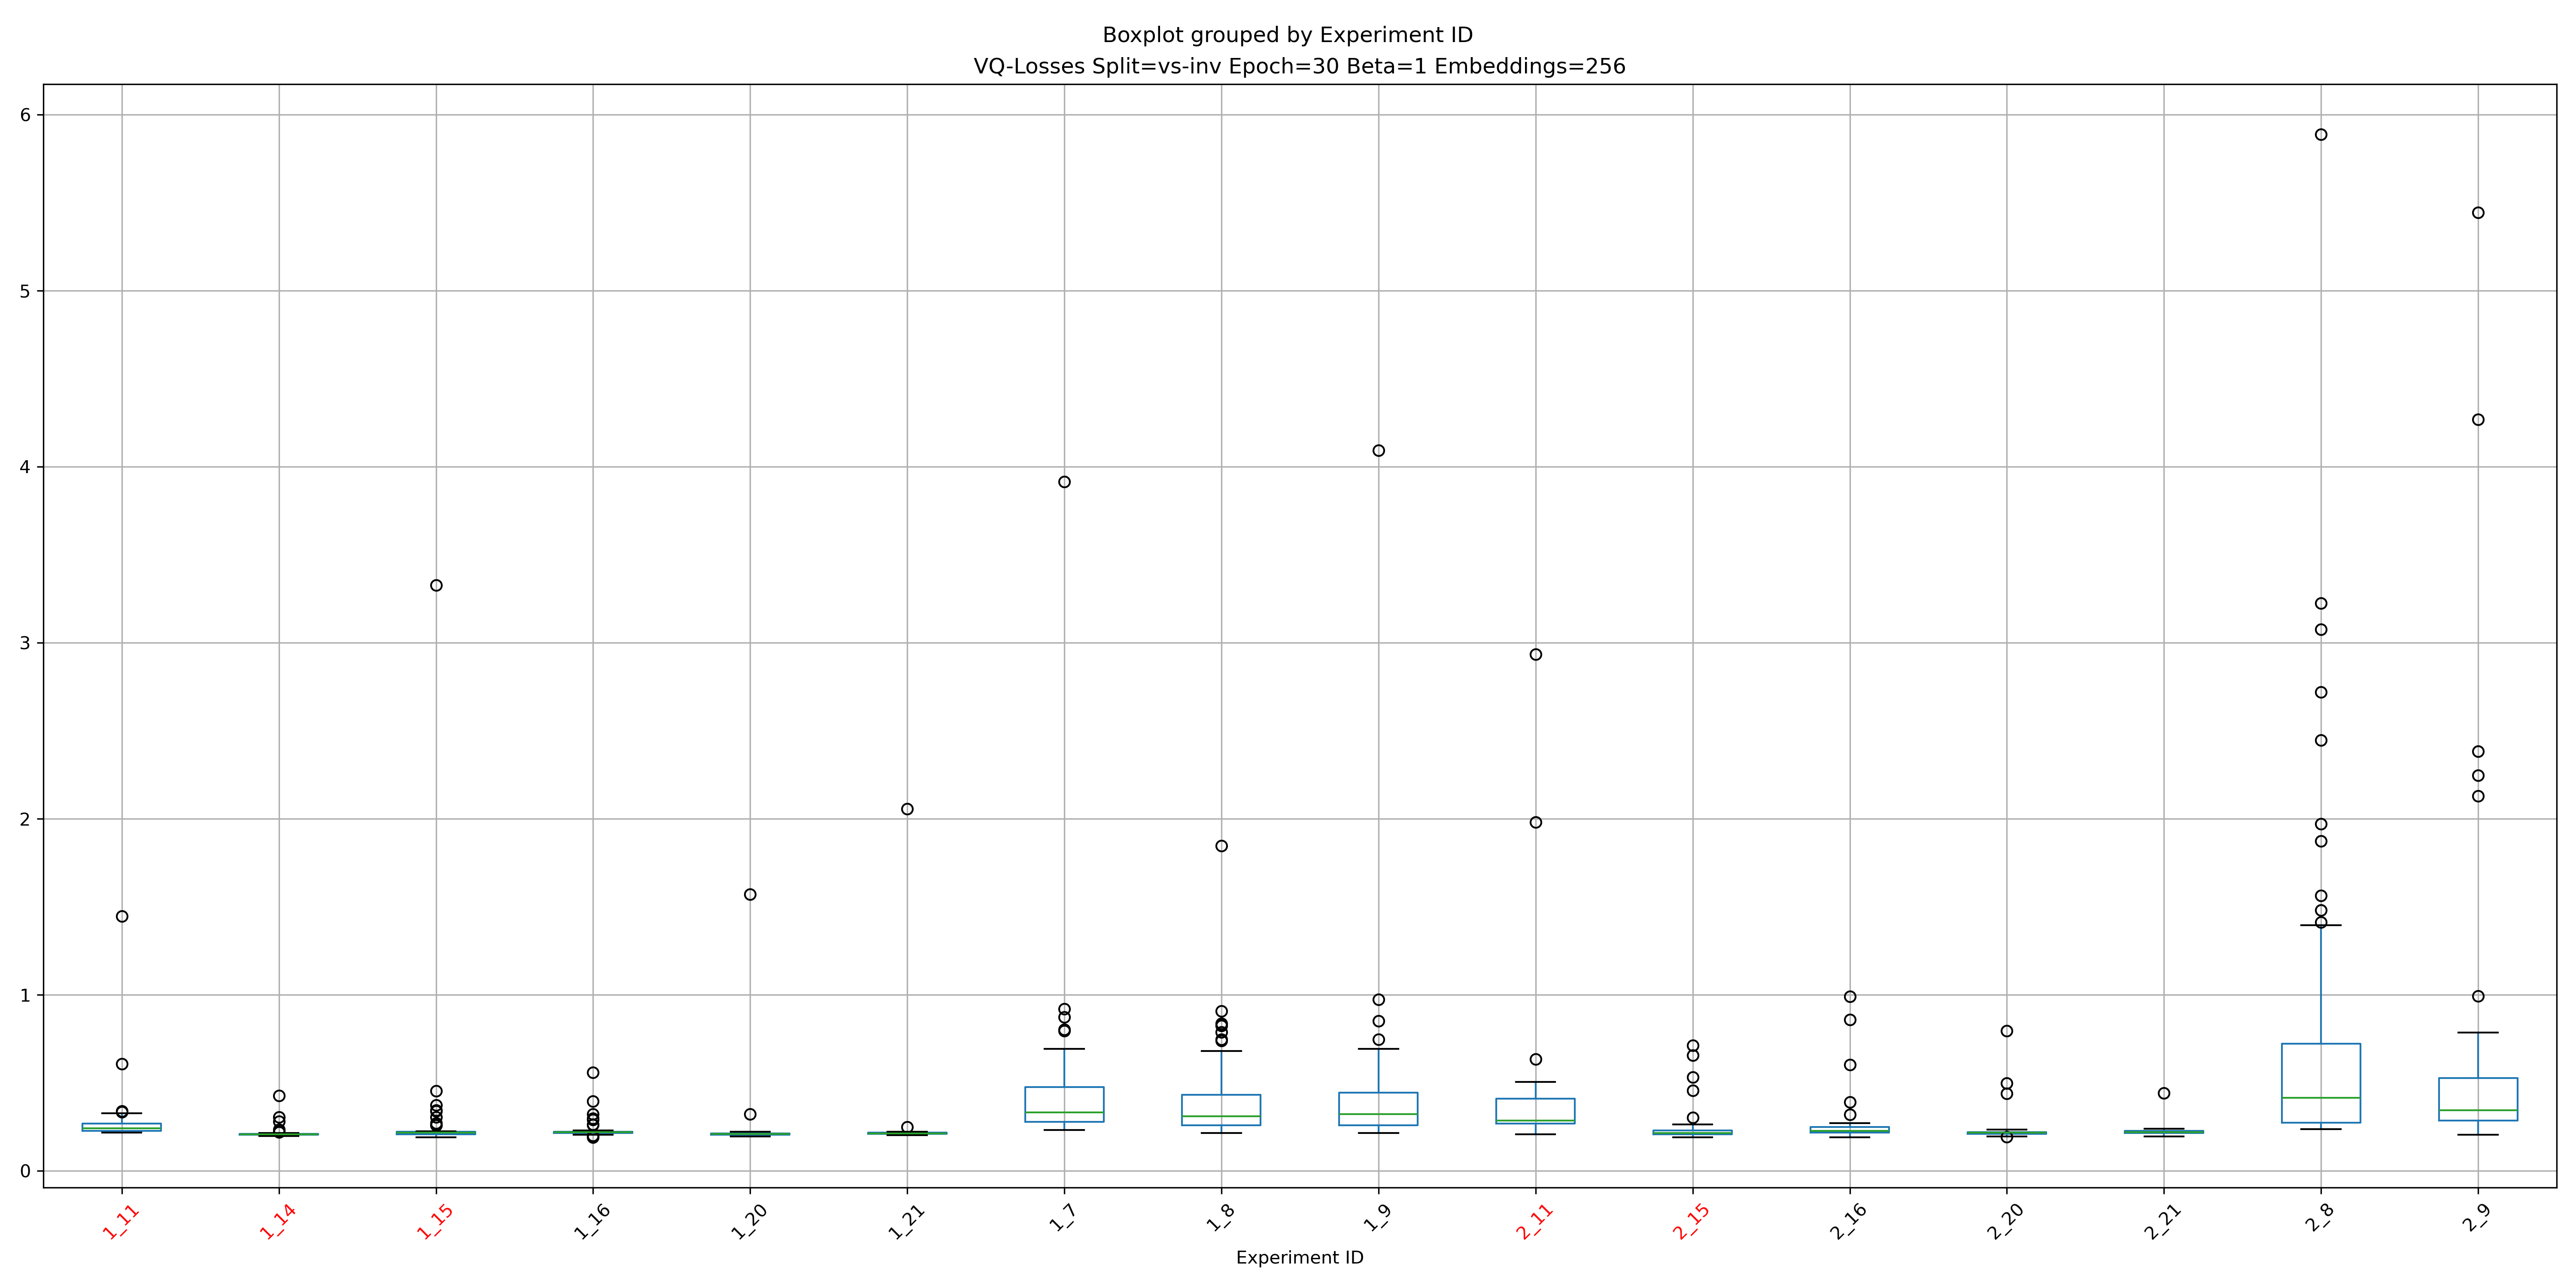 Boxplot grouped by Experiment ID
VQ-Losses Split=vs-inv Epoch=30 Beta=1 Embeddings=256
6
5
4
3
2
1
0
1_11 1_14 1_15 1_16 1_20 1_21 1_7 1_8 1_9 2_11 2_15 2_16 2_20 2_21 2_8 2_9
Experiment ID